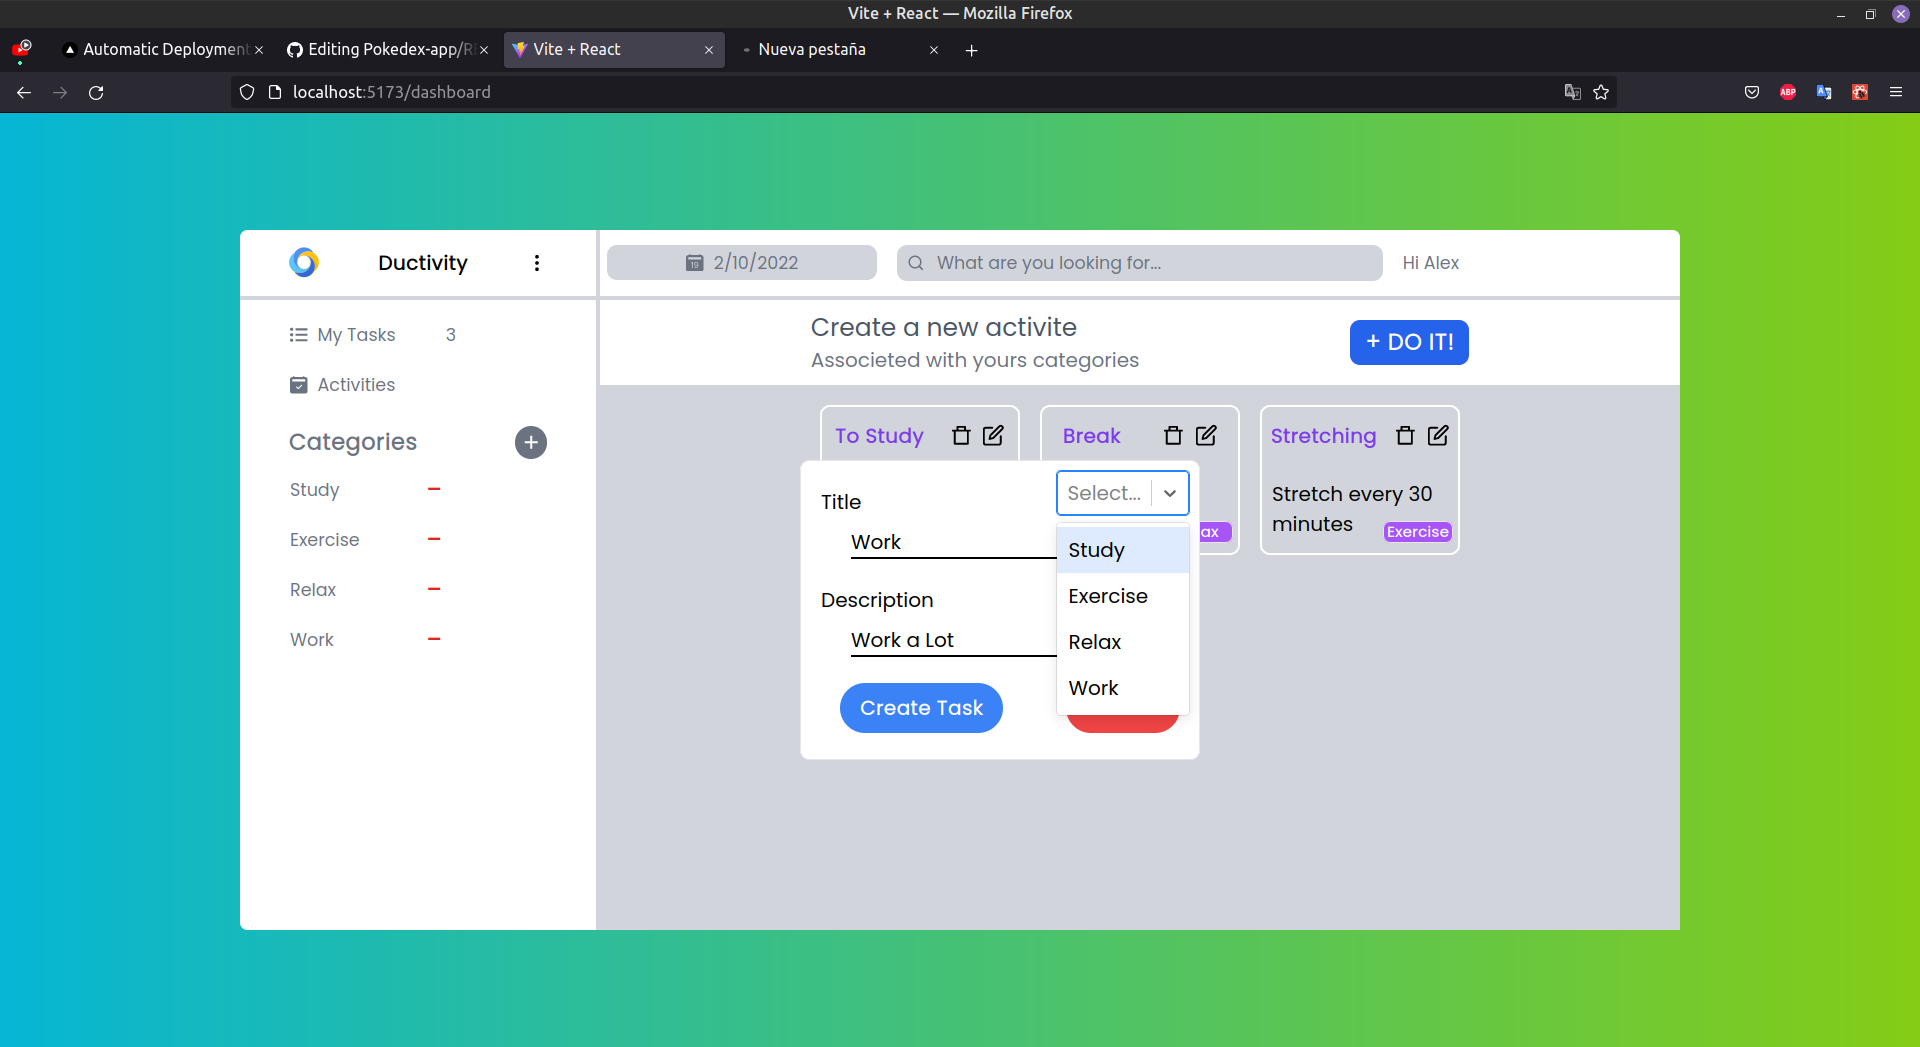 Vite + React — Mozilla Firefox
Automatic Deployment
Editing Pokedex-app/R
Vite + React
Nueva pestaña
localhost:5173/dashboard
ABP
Ductivity
2/10/2022
What are you looking for...
Hi Alex
My Tasks 3
Activities
Categories
Study
Exercise
Relax
Work
Create a new activite
Associeted with yours categories
+ DO IT!
To Study
Break
Stretching
Stretch every 30
minutes
Exercise
ax
Title
Select...
Work
Description
Work a Lot
Study
Exercise
Relax
Work
Create Task